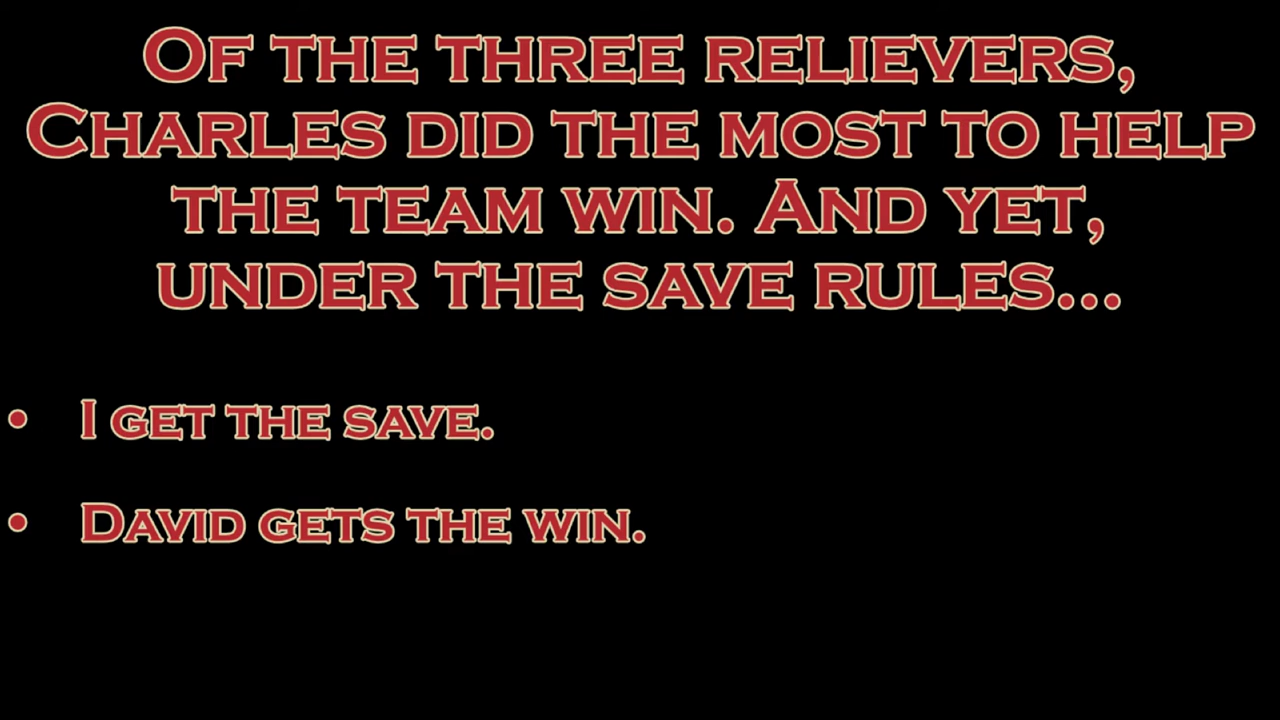 Of the three relievers,
Charles did the most to help
the team win. And yet,
under the save rules...
• I get the save.
• David gets the win.